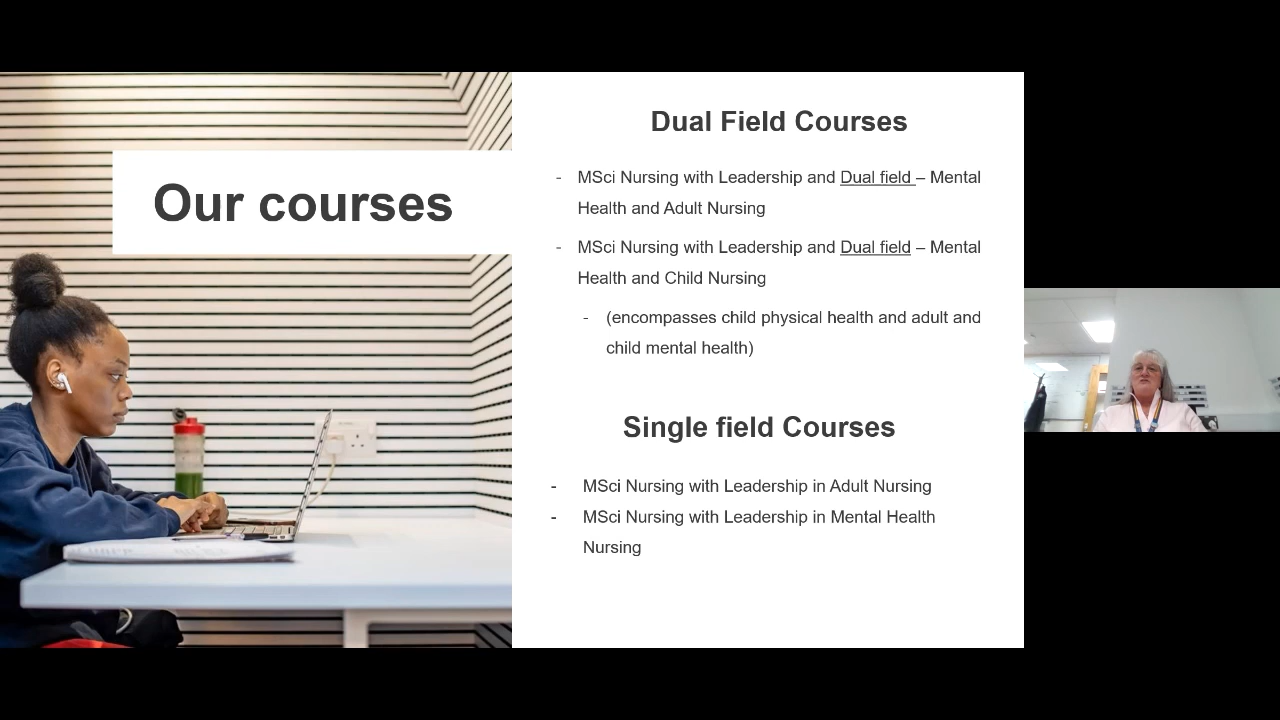 Our courses
Dual Field Courses
- MSci Nursing with Leadership and Dual field – Mental
Health and Adult Nursing
- MSci Nursing with Leadership and Dual field – Mental
Health and Child Nursing
- (encompasses child physical health and adult and
child mental health)
Single field Courses
- MSci Nursing with Leadership in Adult Nursing
- MSci Nursing with Leadership in Mental Health
Nursing